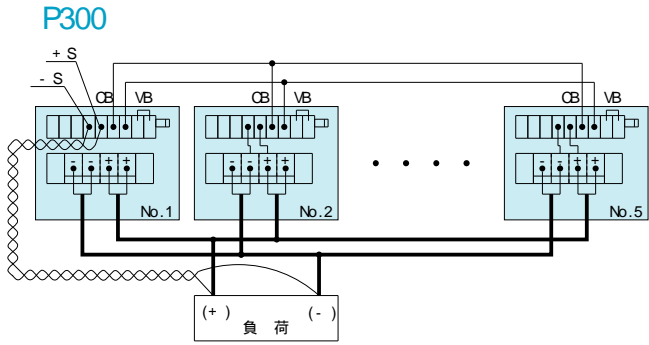 P300
+ S
- S
CB VB
CB VB
CB VB
- - + +
- - + +
- - + +
No.1
No.2
No.5
(+ )
(- )
負 荷